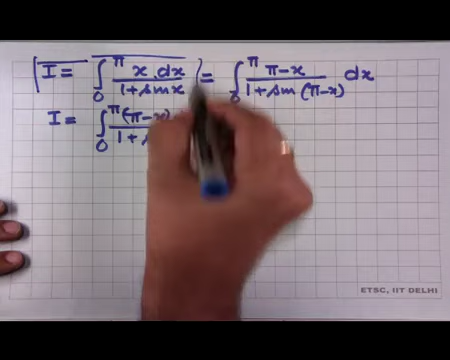 I = ∫₀^π x dx / 1+sin x = ∫₀^π π-x / 1+sin(π-x) dx
I = ∫₀^π (π-x) / 1+
ETSC, IIT DELHI